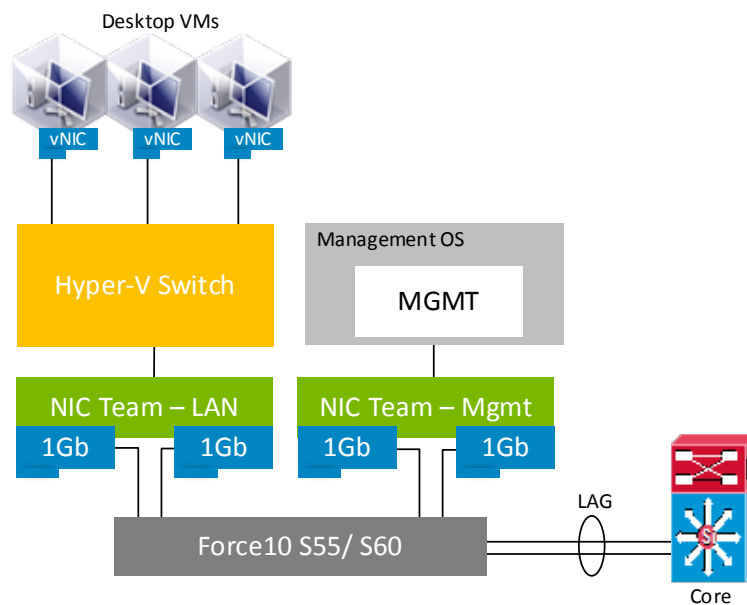 Desktop VMs
vNIC
vNIC
vNIC
Hyper-V Switch
Management OS
MGMT
NIC Team – LAN
NIC Team – Mgmt
1Gb
1Gb
1Gb
1Gb
LAG
Force10 S55/ S60
Core